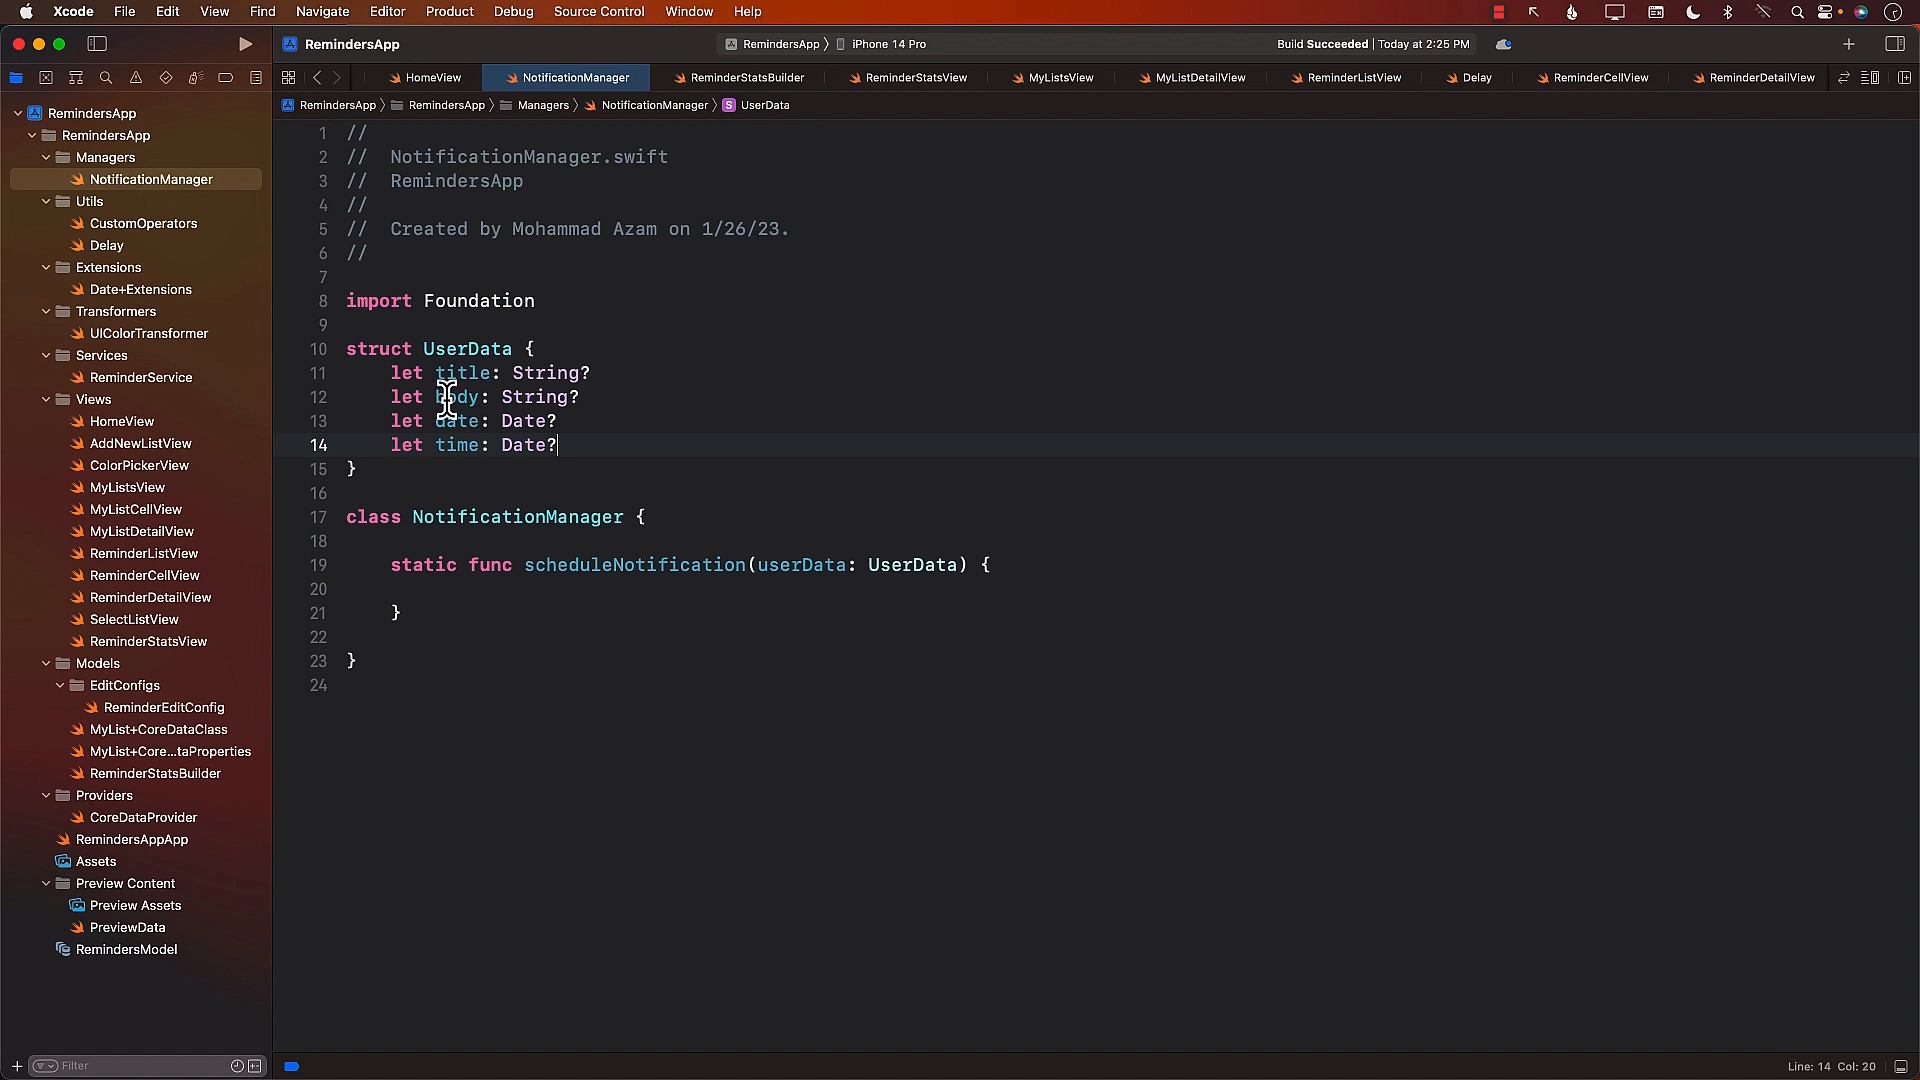 Xcode File Edit View Find Navigate Editor Product Debug Source Control Window Help
RemindersApp
RemindersApp 〉 iPhone 14 Pro
Build Succeeded | Today at 2:25 PM
HomeView NotificationManager ReminderStatsBuilder ReminderStatsView MyListsView MyListDetailView ReminderListView Delay ReminderCellView ReminderDetailView
RemindersApp 〉 RemindersApp 〉 Managers 〉 NotificationManager 〉 S UserData
RemindersApp
RemindersApp
Managers
NotificationManager
Utils
CustomOperators
Delay
Extensions
Date+Extensions
Transformers
UIColorTransformer
Services
ReminderService
Views
HomeView
AddNewListView
ColorPickerView
MyListsView
MyListCellView
MyListDetailView
ReminderListView
ReminderCellView
ReminderDetailView
SelectListView
ReminderStatsView
Models
EditConfigs
ReminderEditConfig
MyList+CoreDataClass
MyList+Core...taProperties
ReminderStatsBuilder
Providers
CoreDataProvider
RemindersAppApp
Assets
Preview Content
Preview Assets
PreviewData
RemindersModel
Filter
1 //
2 // NotificationManager.swift
3 // RemindersApp
4 //
5 // Created by Mohammad Azam on 1/26/23.
6 //
7
8 import Foundation
9
10 struct UserData {
11 let title: String?
12 let body: String?
13 let date: Date?
14 let time: Date?
15 }
16
17 class NotificationManager {
18
19 static func scheduleNotification(userData: UserData) {
20
21 }
22
23 }
24
Line: 14 Col: 20